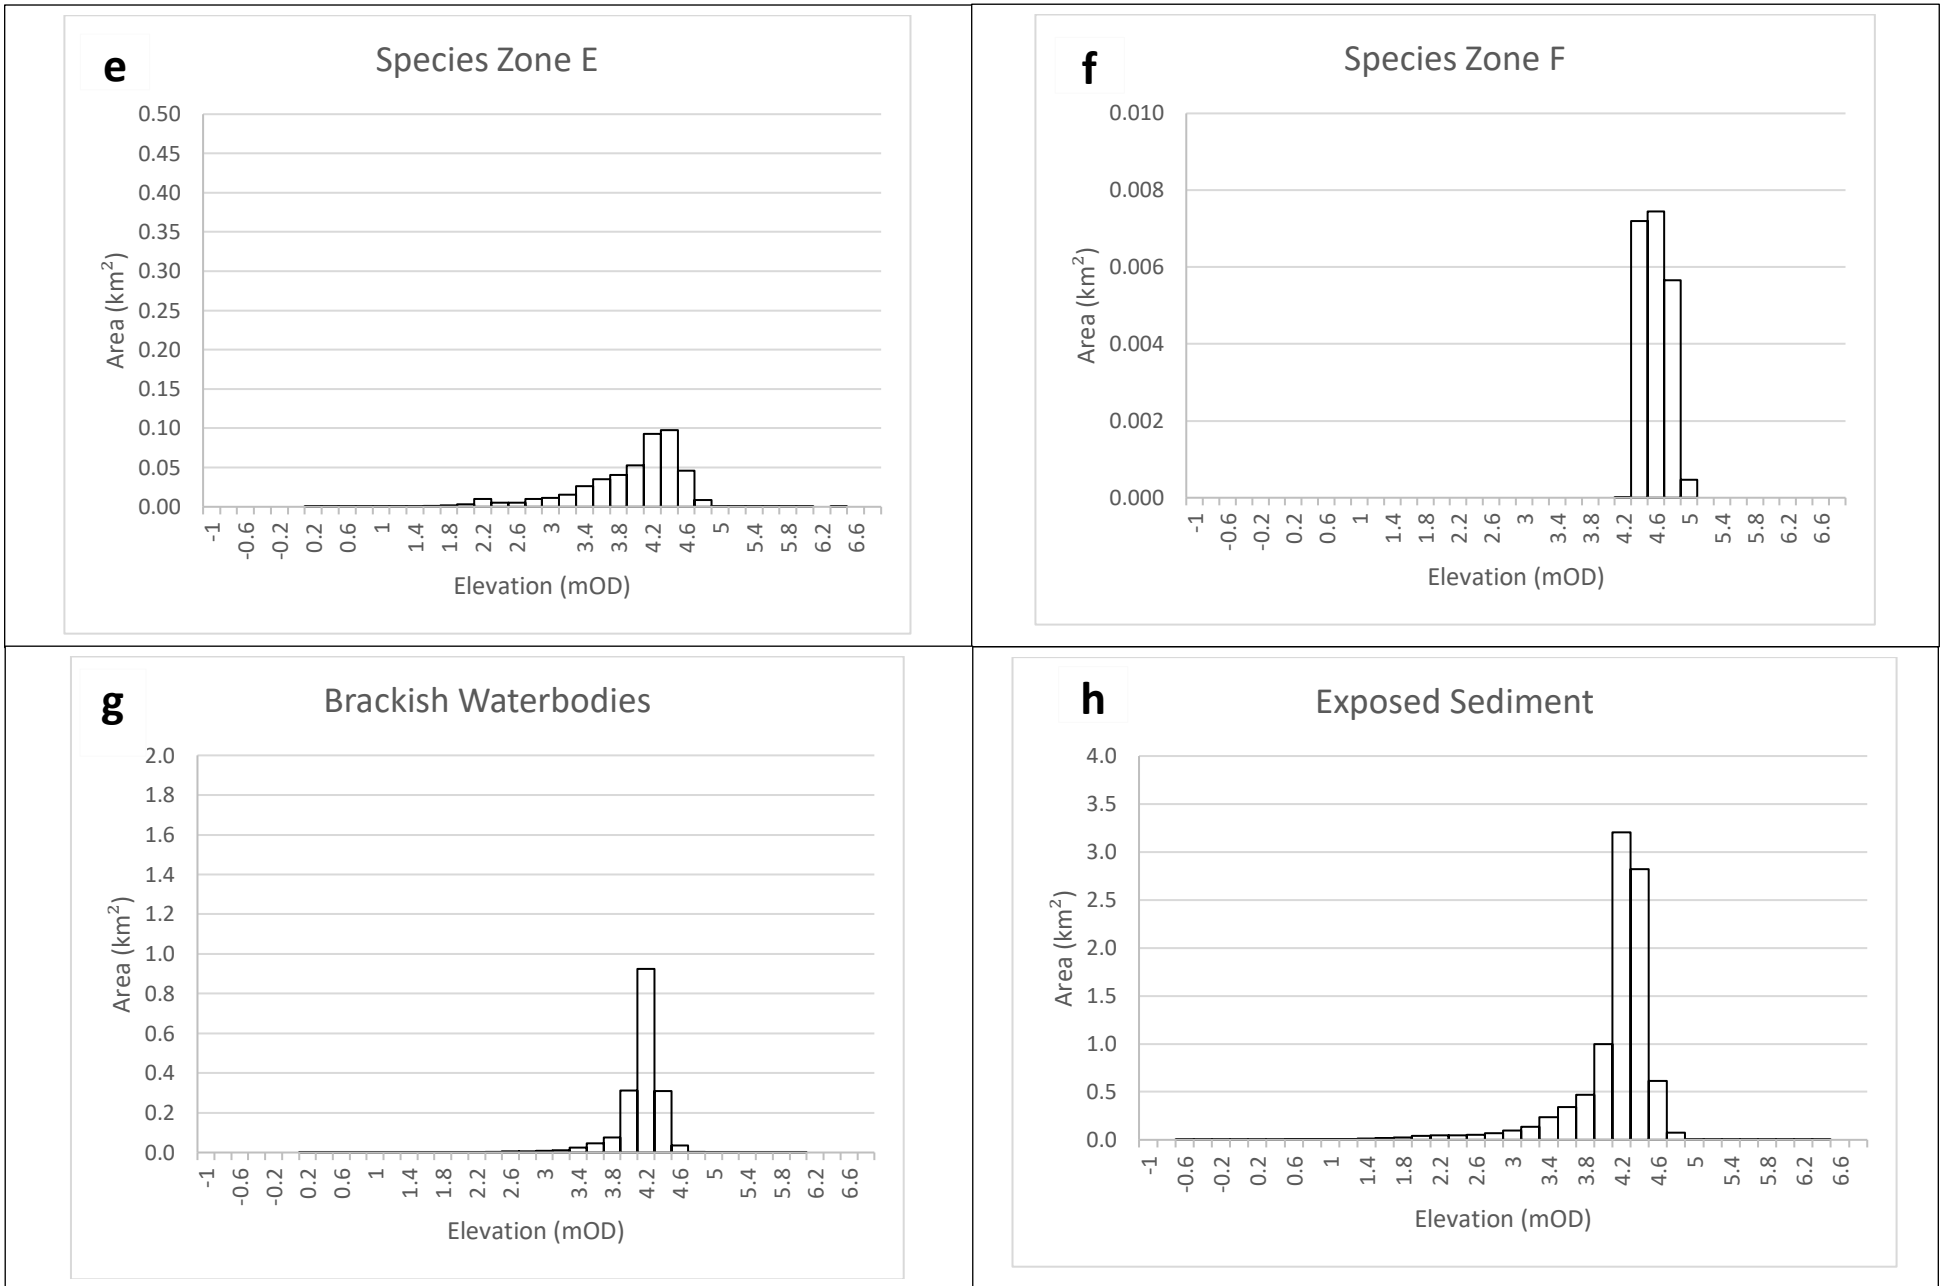 e
Species Zone E
0.50
0.45
0.40
0.35
0.30
0.25
0.20
0.15
0.10
0.05
0.00
Area (km²)
-1 -0.6 -0.2 0.2 0.6 1 1.4 1.8 2.2 2.6 3 3.4 3.8 4.2 4.6 5 5.4 5.8 6.2 6.6
Elevation (mOD)
f
Species Zone F
0.010
0.008
0.006
0.004
0.002
0.000
Area (km²)
-1 -0.6 -0.2 0.2 0.6 1 1.4 1.8 2.2 2.6 3 3.4 3.8 4.2 4.6 5 5.4 5.8 6.2 6.6
Elevation (mOD)
g
Brackish Waterbodies
2.0
1.8
1.6
1.4
1.2
1.0
0.8
0.6
0.4
0.2
0.0
Area (km²)
-1 -0.6 -0.2 0.2 0.6 1 1.4 1.8 2.2 2.6 3 3.4 3.8 4.2 4.6 5 5.4 5.8 6.2 6.6
Elevation (mOD)
h
Exposed Sediment
4.0
3.5
3.0
2.5
2.0
1.5
1.0
0.5
0.0
Area (km²)
-1 -0.6 -0.2 0.2 0.6 1 1.4 1.8 2.2 2.6 3 3.4 3.8 4.2 4.6 5 5.4 5.8 6.2 6.6
Elevation (mOD)